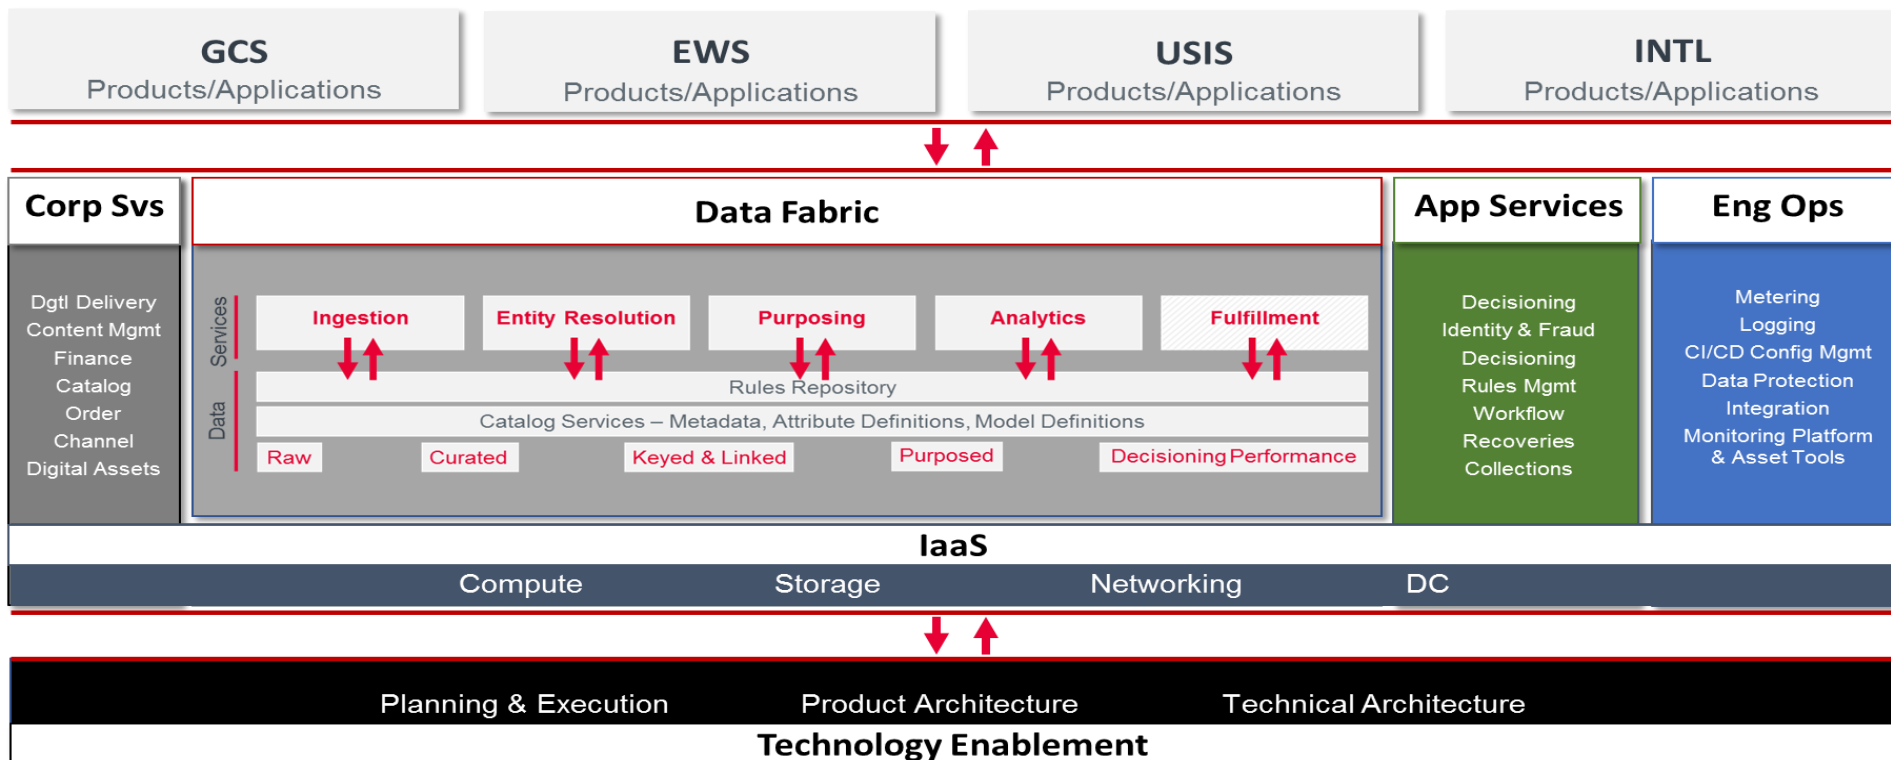 GCS
Products/Applications
EWS
Products/Applications
USIS
Products/Applications
INTL
Products/Applications
Corp Svs
Dgtl Delivery
Content Mgmt
Finance
Catalog
Order
Channel
Digital Assets
Data Fabric
Services
Ingestion
Entity Resolution
Purposing
Analytics
Fulfillment
Data
Rules Repository
Catalog Services – Metadata, Attribute Definitions, Model Definitions
Raw
Curated
Keyed & Linked
Purposed
Decisioning Performance
App Services
Decisioning
Identity & Fraud
Decisioning
Rules Mgmt
Workflow
Recoveries
Collections
Eng Ops
Metering
Logging
CI/CD Config Mgmt
Data Protection
Integration
Monitoring Platform
& Asset Tools
IaaS
Compute
Storage
Networking
DC
Planning & Execution
Product Architecture
Technical Architecture
Technology Enablement